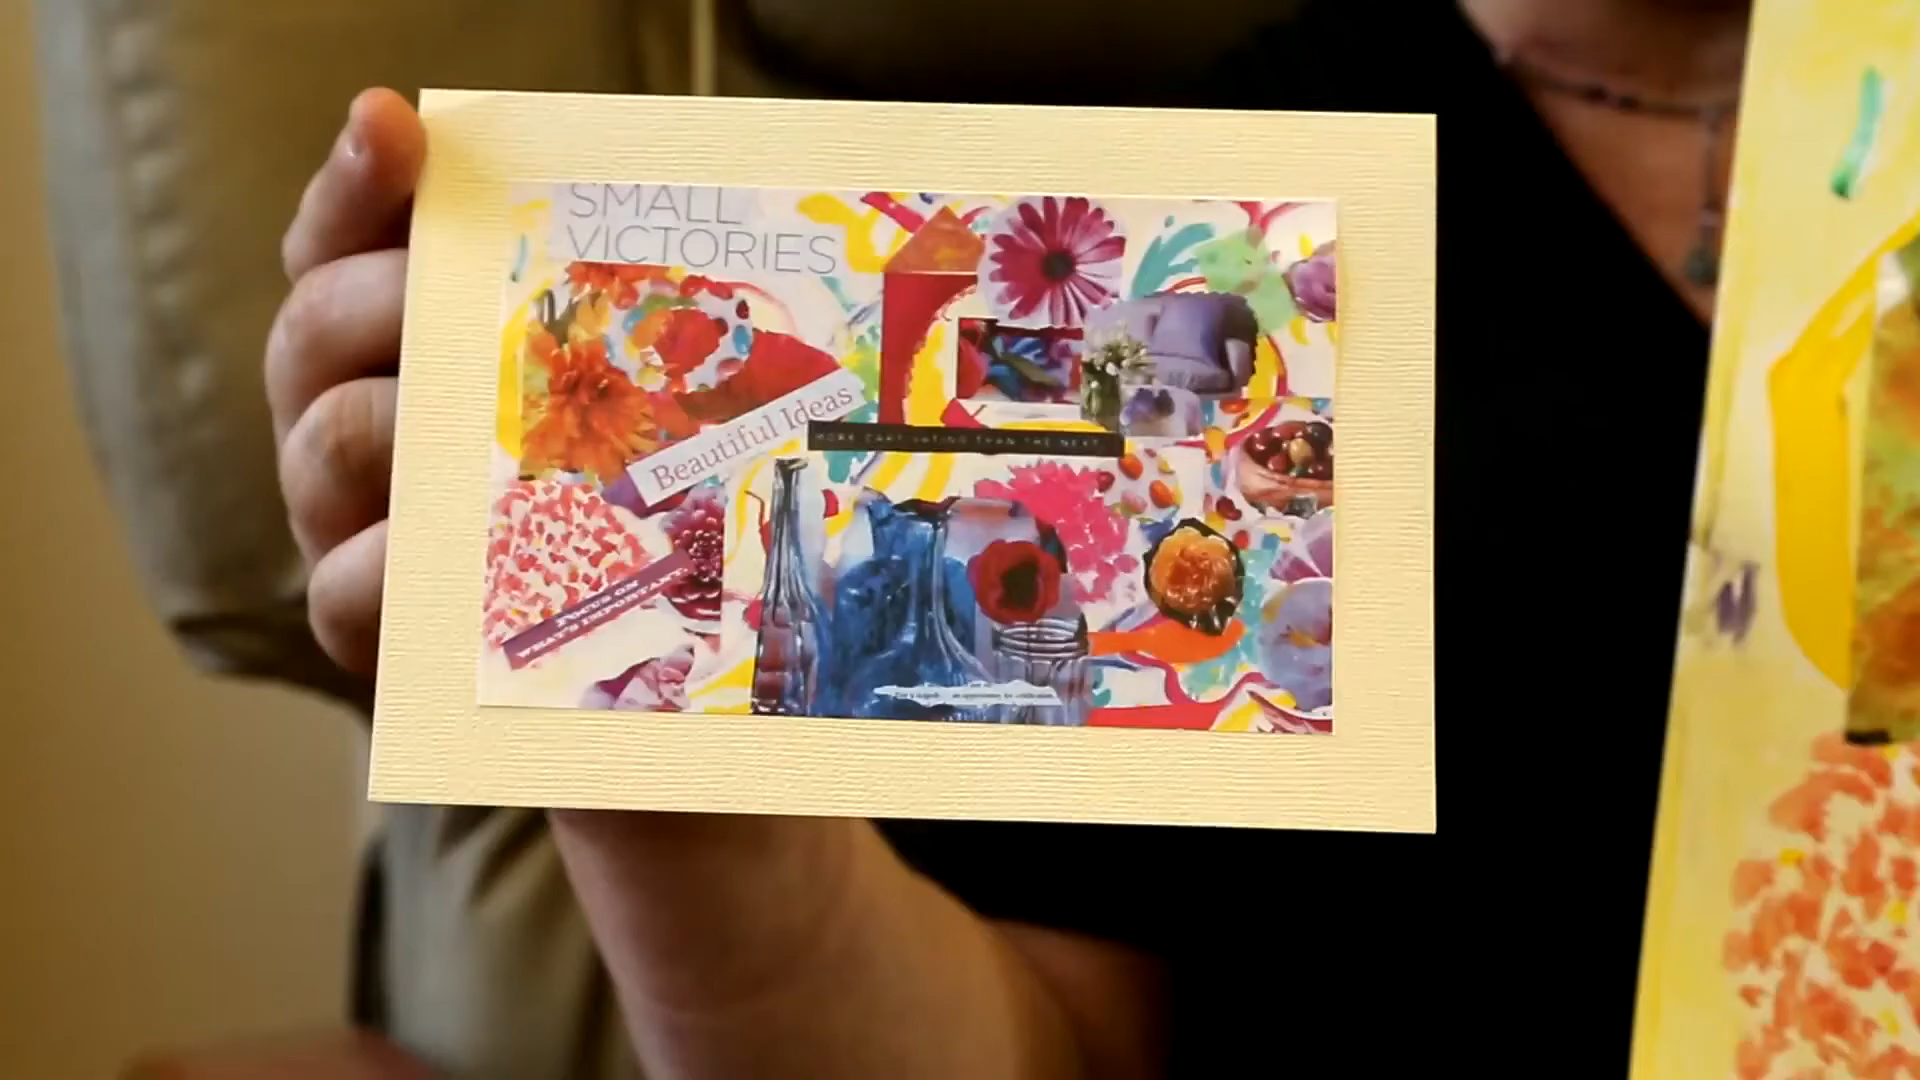 SMALL
VICTORIES
Beautiful Ideas
MORE CAPTIVATING THAN THE NEXT
FOCUS ON
WHAT'S IMPORTANT.